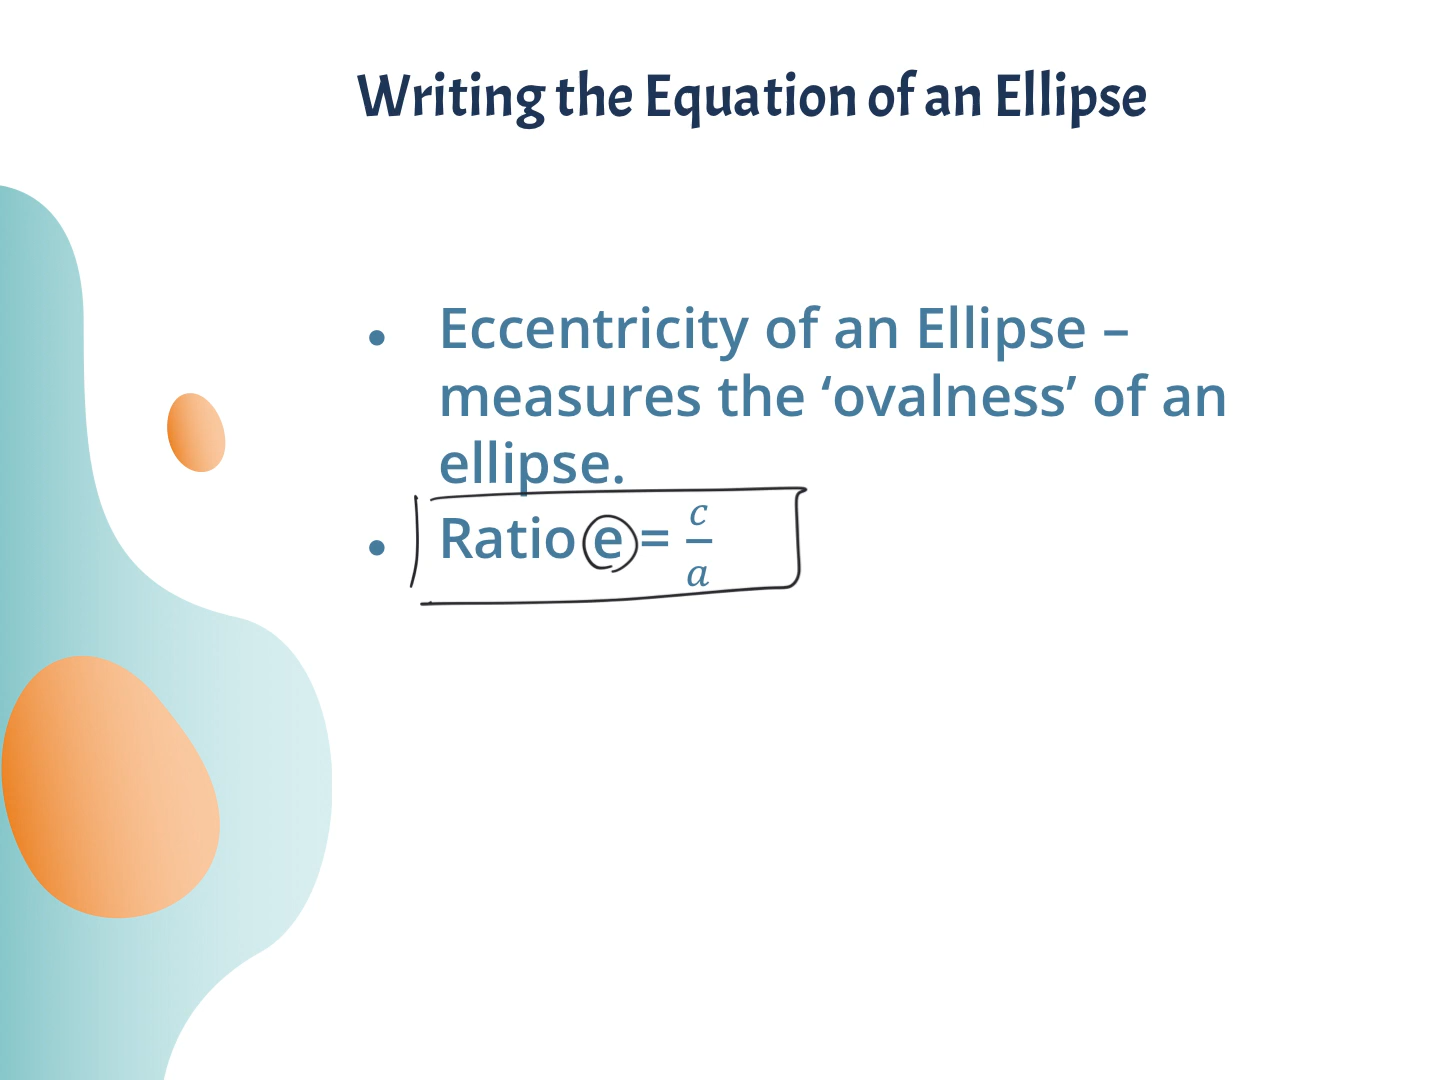 Writing the Equation of an Ellipse
• Eccentricity of an Ellipse –
measures the ‘ovalness’ of an
ellipse.
• Ratio e = c/a